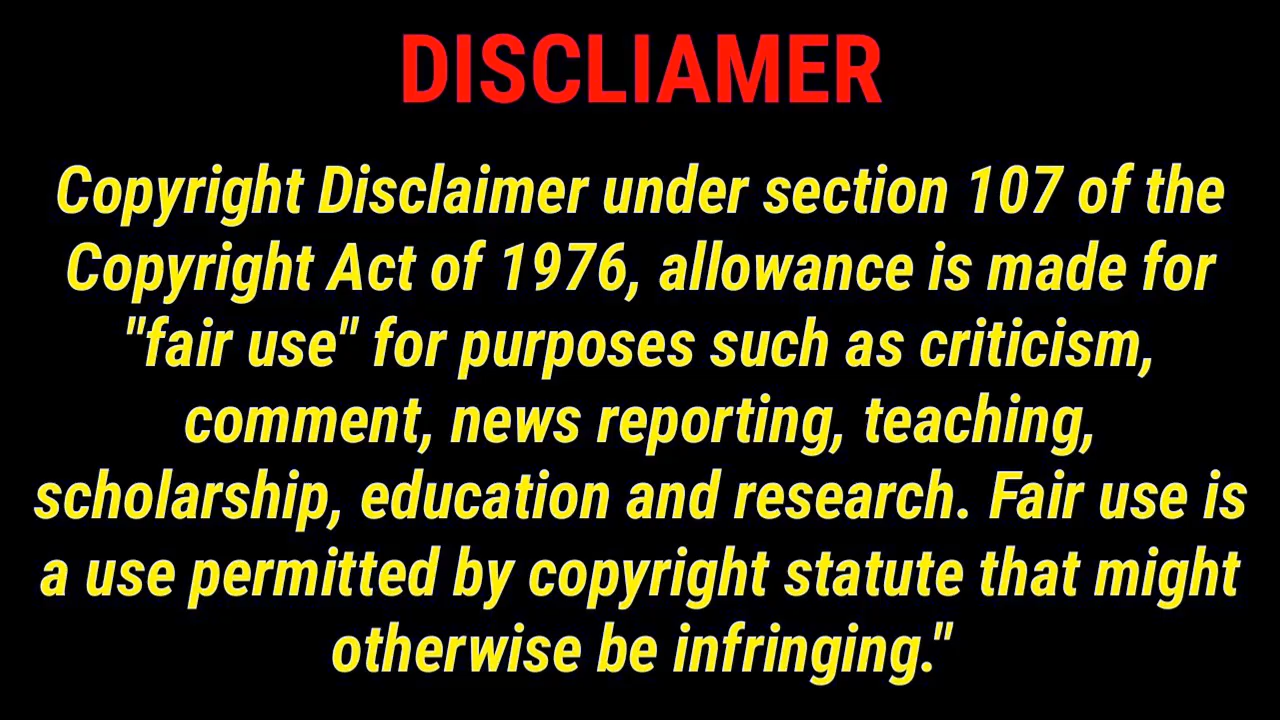 DISCLIAMER
Copyright Disclaimer under section 107 of the
Copyright Act of 1976, allowance is made for
"fair use" for purposes such as criticism,
comment, news reporting, teaching,
scholarship, education and research. Fair use is
a use permitted by copyright statute that might
otherwise be infringing."